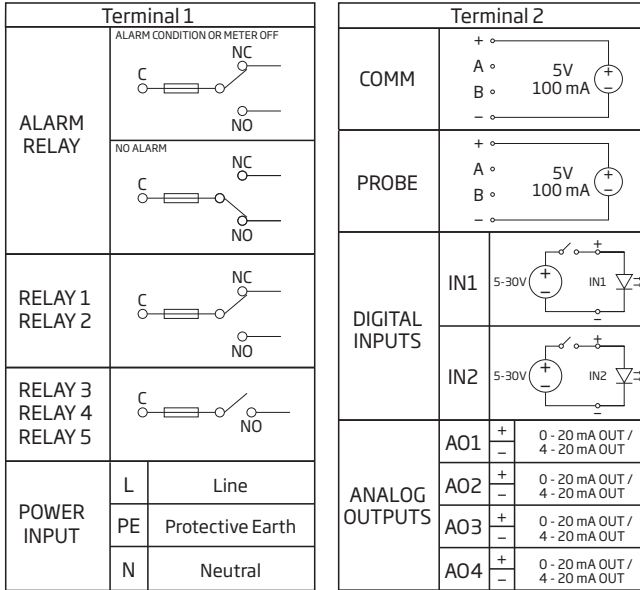 Terminal 1
ALARM
RELAY
ALARM CONDITION OR METER OFF
C
NC
NO
NO ALARM
C
NC
NO
RELAY 1
RELAY 2
C
NC
NO
RELAY 3
RELAY 4
RELAY 5
C
NO
POWER
INPUT
L
Line
PE
Protective Earth
N
Neutral
Terminal 2
COMM
+
A
B
–
5V
100 mA
+
–
PROBE
+
A
B
–
5V
100 mA
+
–
DIGITAL
INPUTS
IN1
5-30V
+
–
+
IN1
–
IN2
5-30V
+
–
+
IN2
–
ANALOG
OUTPUTS
AO1
+
–
0 - 20 mA OUT /
4 - 20 mA OUT
AO2
+
–
0 - 20 mA OUT /
4 - 20 mA OUT
AO3
+
–
0 - 20 mA OUT /
4 - 20 mA OUT
AO4
+
–
0 - 20 mA OUT /
4 - 20 mA OUT